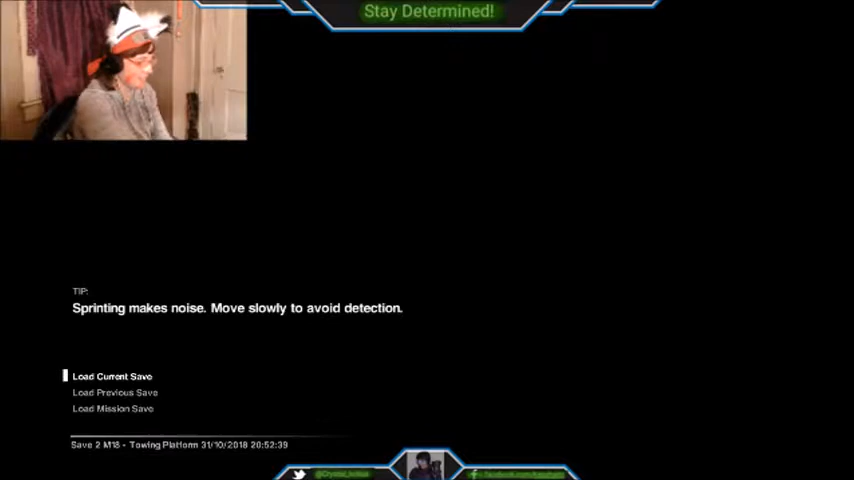 Stay Determined!
TIP:
Sprinting makes noise. Move slowly to avoid detection.
Load Current Save
Load Previous Save
Load Mission Save
Save 2 M18 - Towing Platform 31/10/2018 20:52:39